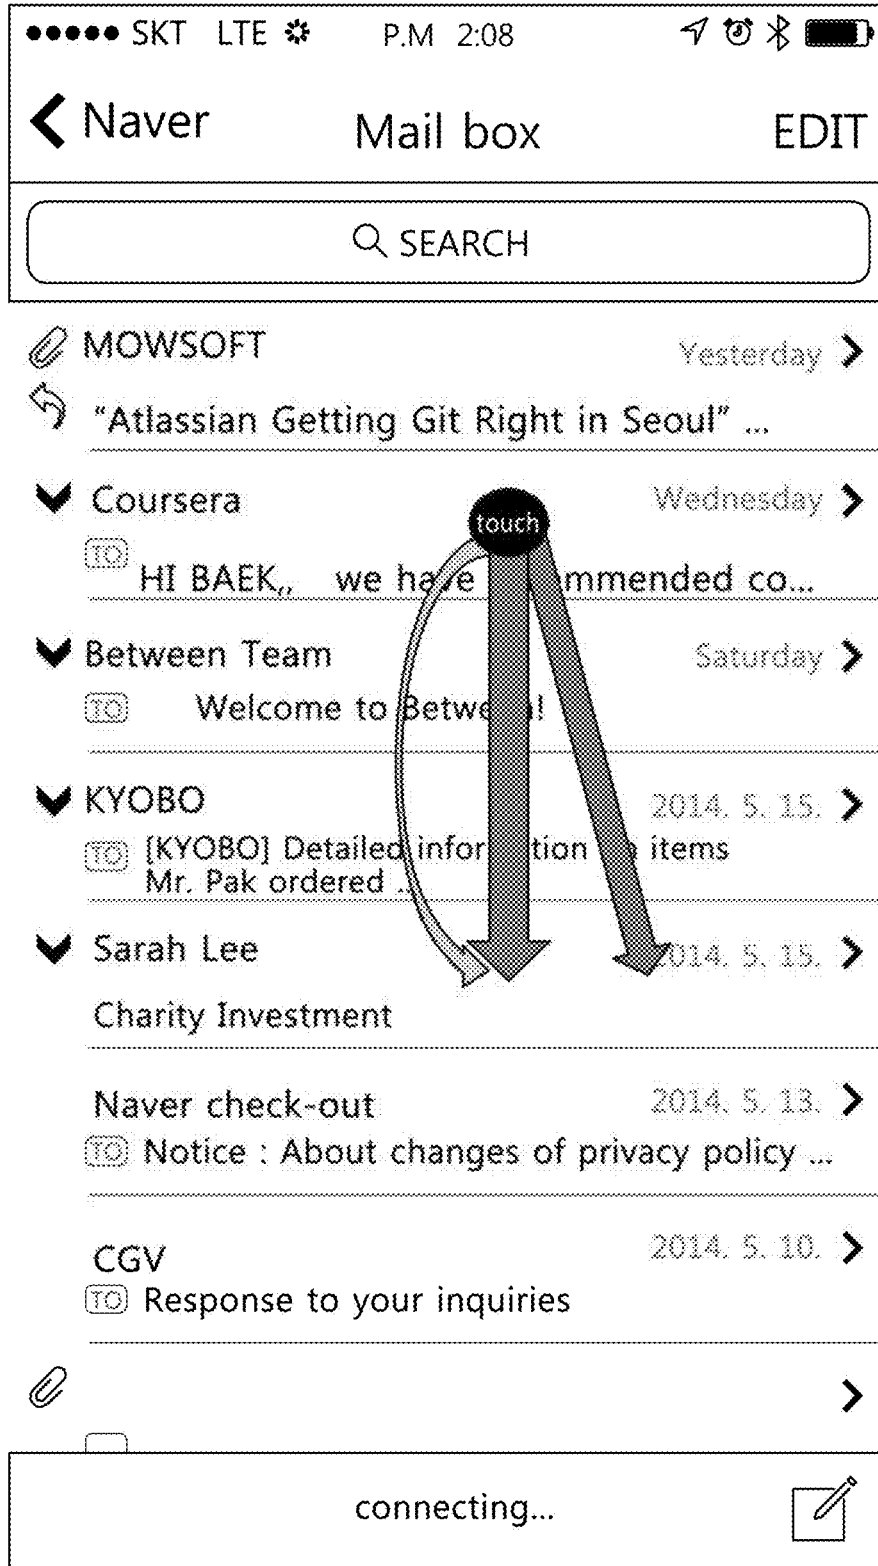 SKT LTE P.M 2:08
Naver Mail box EDIT
SEARCH
MOWSOFT Yesterday
"Atlassian Getting Git Right in Seoul" ...
Coursera Wednesday
touch
TO
HI BAEK,, we have mmended co...
Between Team Saturday
TO Welcome to Betwe !
KYOBO 2014. 5. 15.
TO [KYOBO] Detailed infor tion items
Mr. Pak ordered ..
Sarah Lee 2014. 5. 15.
Charity Investment
Naver check-out 2014. 5. 13.
TO Notice : About changes of privacy policy ...
CGV 2014. 5. 10.
TO Response to your inquiries
connecting...